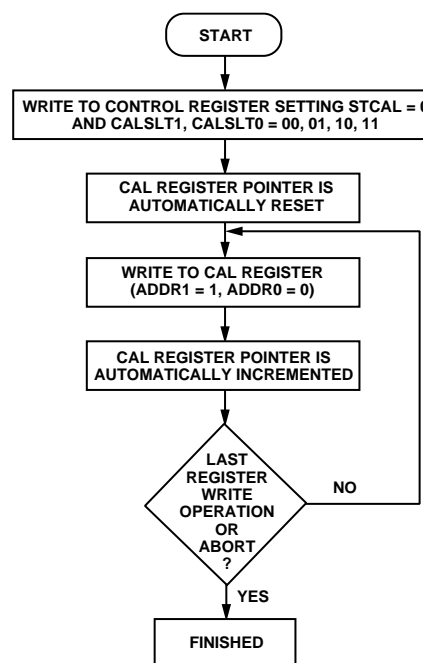 START
WRITE TO CONTROL REGISTER SETTING STCAL = 0
AND CALSLT1, CALSLT0 = 00, 01, 10, 11
CAL REGISTER POINTER IS
AUTOMATICALLY RESET
WRITE TO CAL REGISTER
(ADDR1 = 1, ADDR0 = 0)
CAL REGISTER POINTER IS
AUTOMATICALLY INCREMENTED
LAST
REGISTER
WRITE
OPERATION
OR
ABORT
?
NO
YES
FINISHED